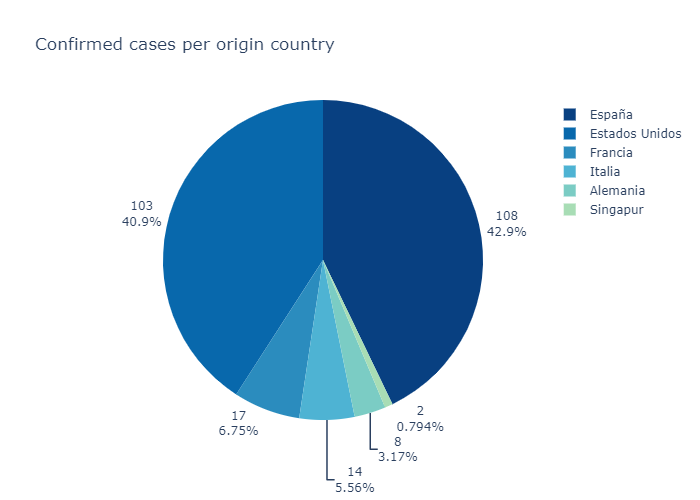 Confirmed cases per origin country
España
Estados Unidos
Francia
Italia
Alemania
Singapur
103
40.9%
108
42.9%
17
6.75%
2
0.794%
8
3.17%
14
5.56%